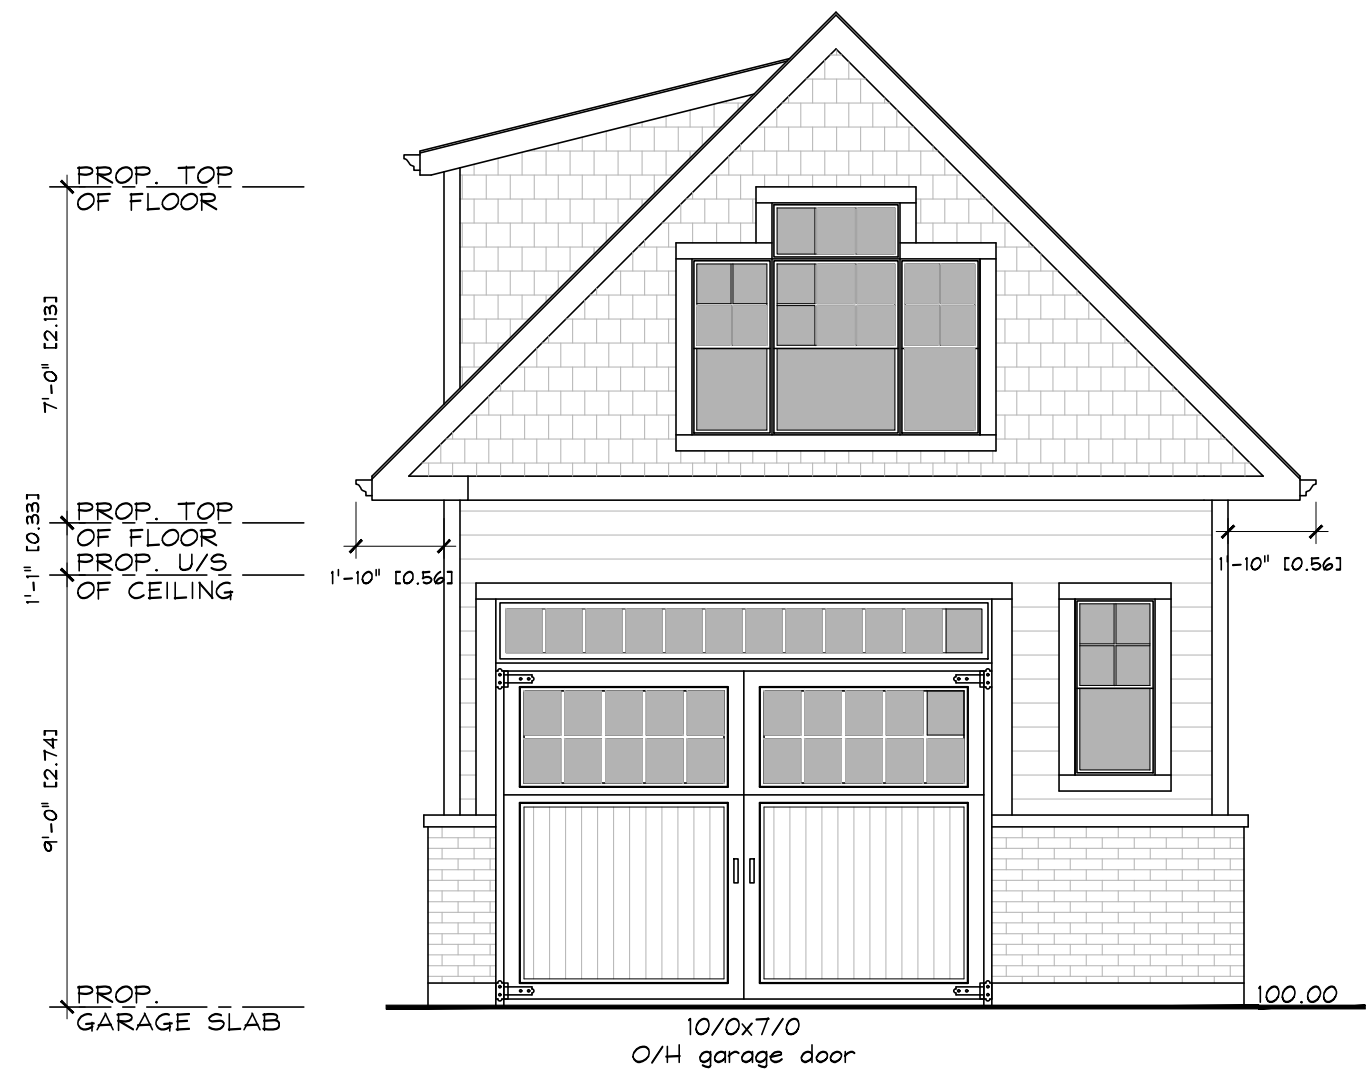 PROP. TOP
OF FLOOR
7'-0" [2.13]
PROP. TOP
OF FLOOR
1'-1" [0.33]
PROP. U/S
OF CEILING
1'-10" [0.56]
1'-10" [0.56]
9'-0" [2.74]
PROP.
GARAGE SLAB
100.00
10/0x7/0
O/H garage door